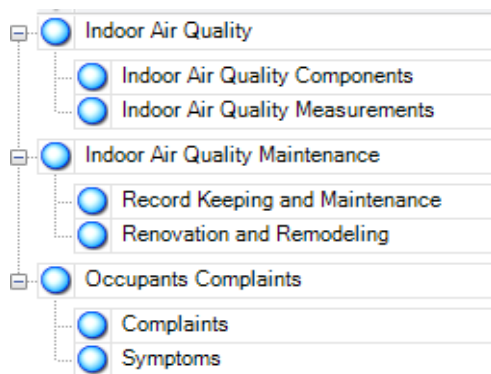 Indoor Air Quality
Indoor Air Quality Components
Indoor Air Quality Measurements
Indoor Air Quality Maintenance
Record Keeping and Maintenance
Renovation and Remodeling
Occupants Complaints
Complaints
Symptoms